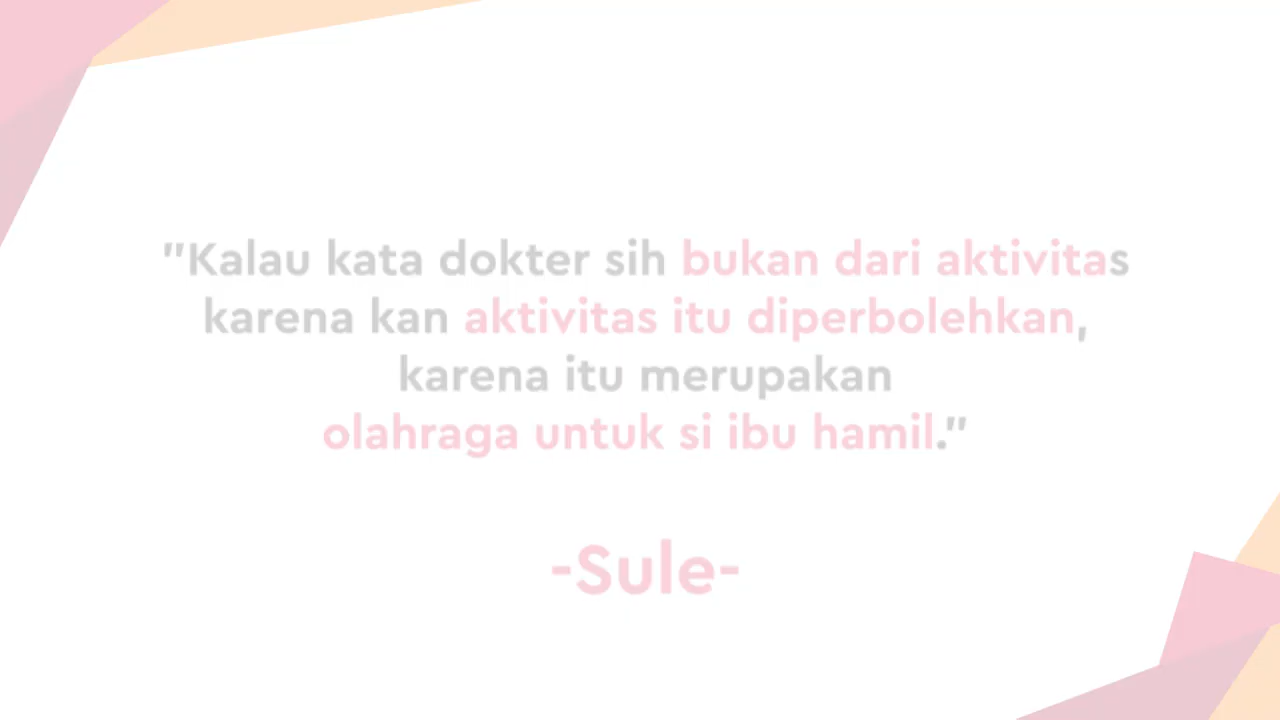 "Kalau kata dokter sih bukan dari aktivitas
karena kan aktivitas itu diperbolehkan,
karena itu merupakan
olahraga untuk si ibu hamil."
-Sule-